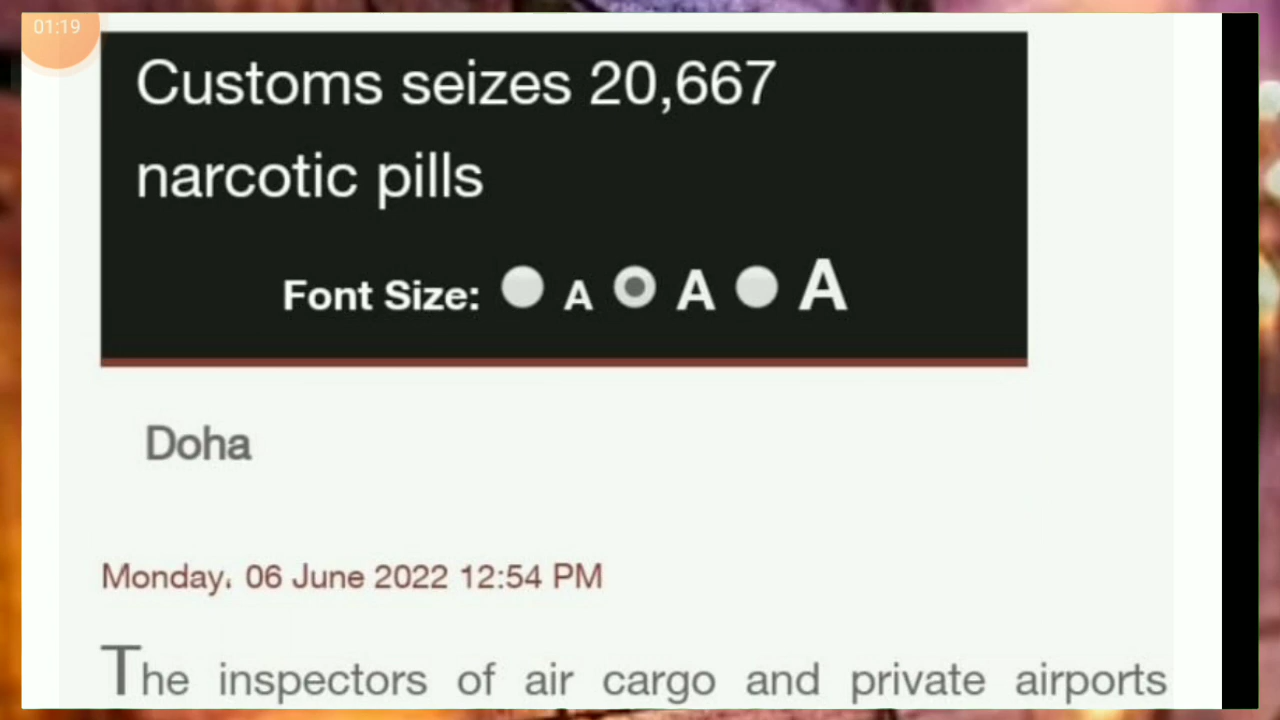 01:19
Customs seizes 20,667
narcotic pills
Font Size: A A A
Doha
Monday, 06 June 2022 12:54 PM
The inspectors of air cargo and private airports